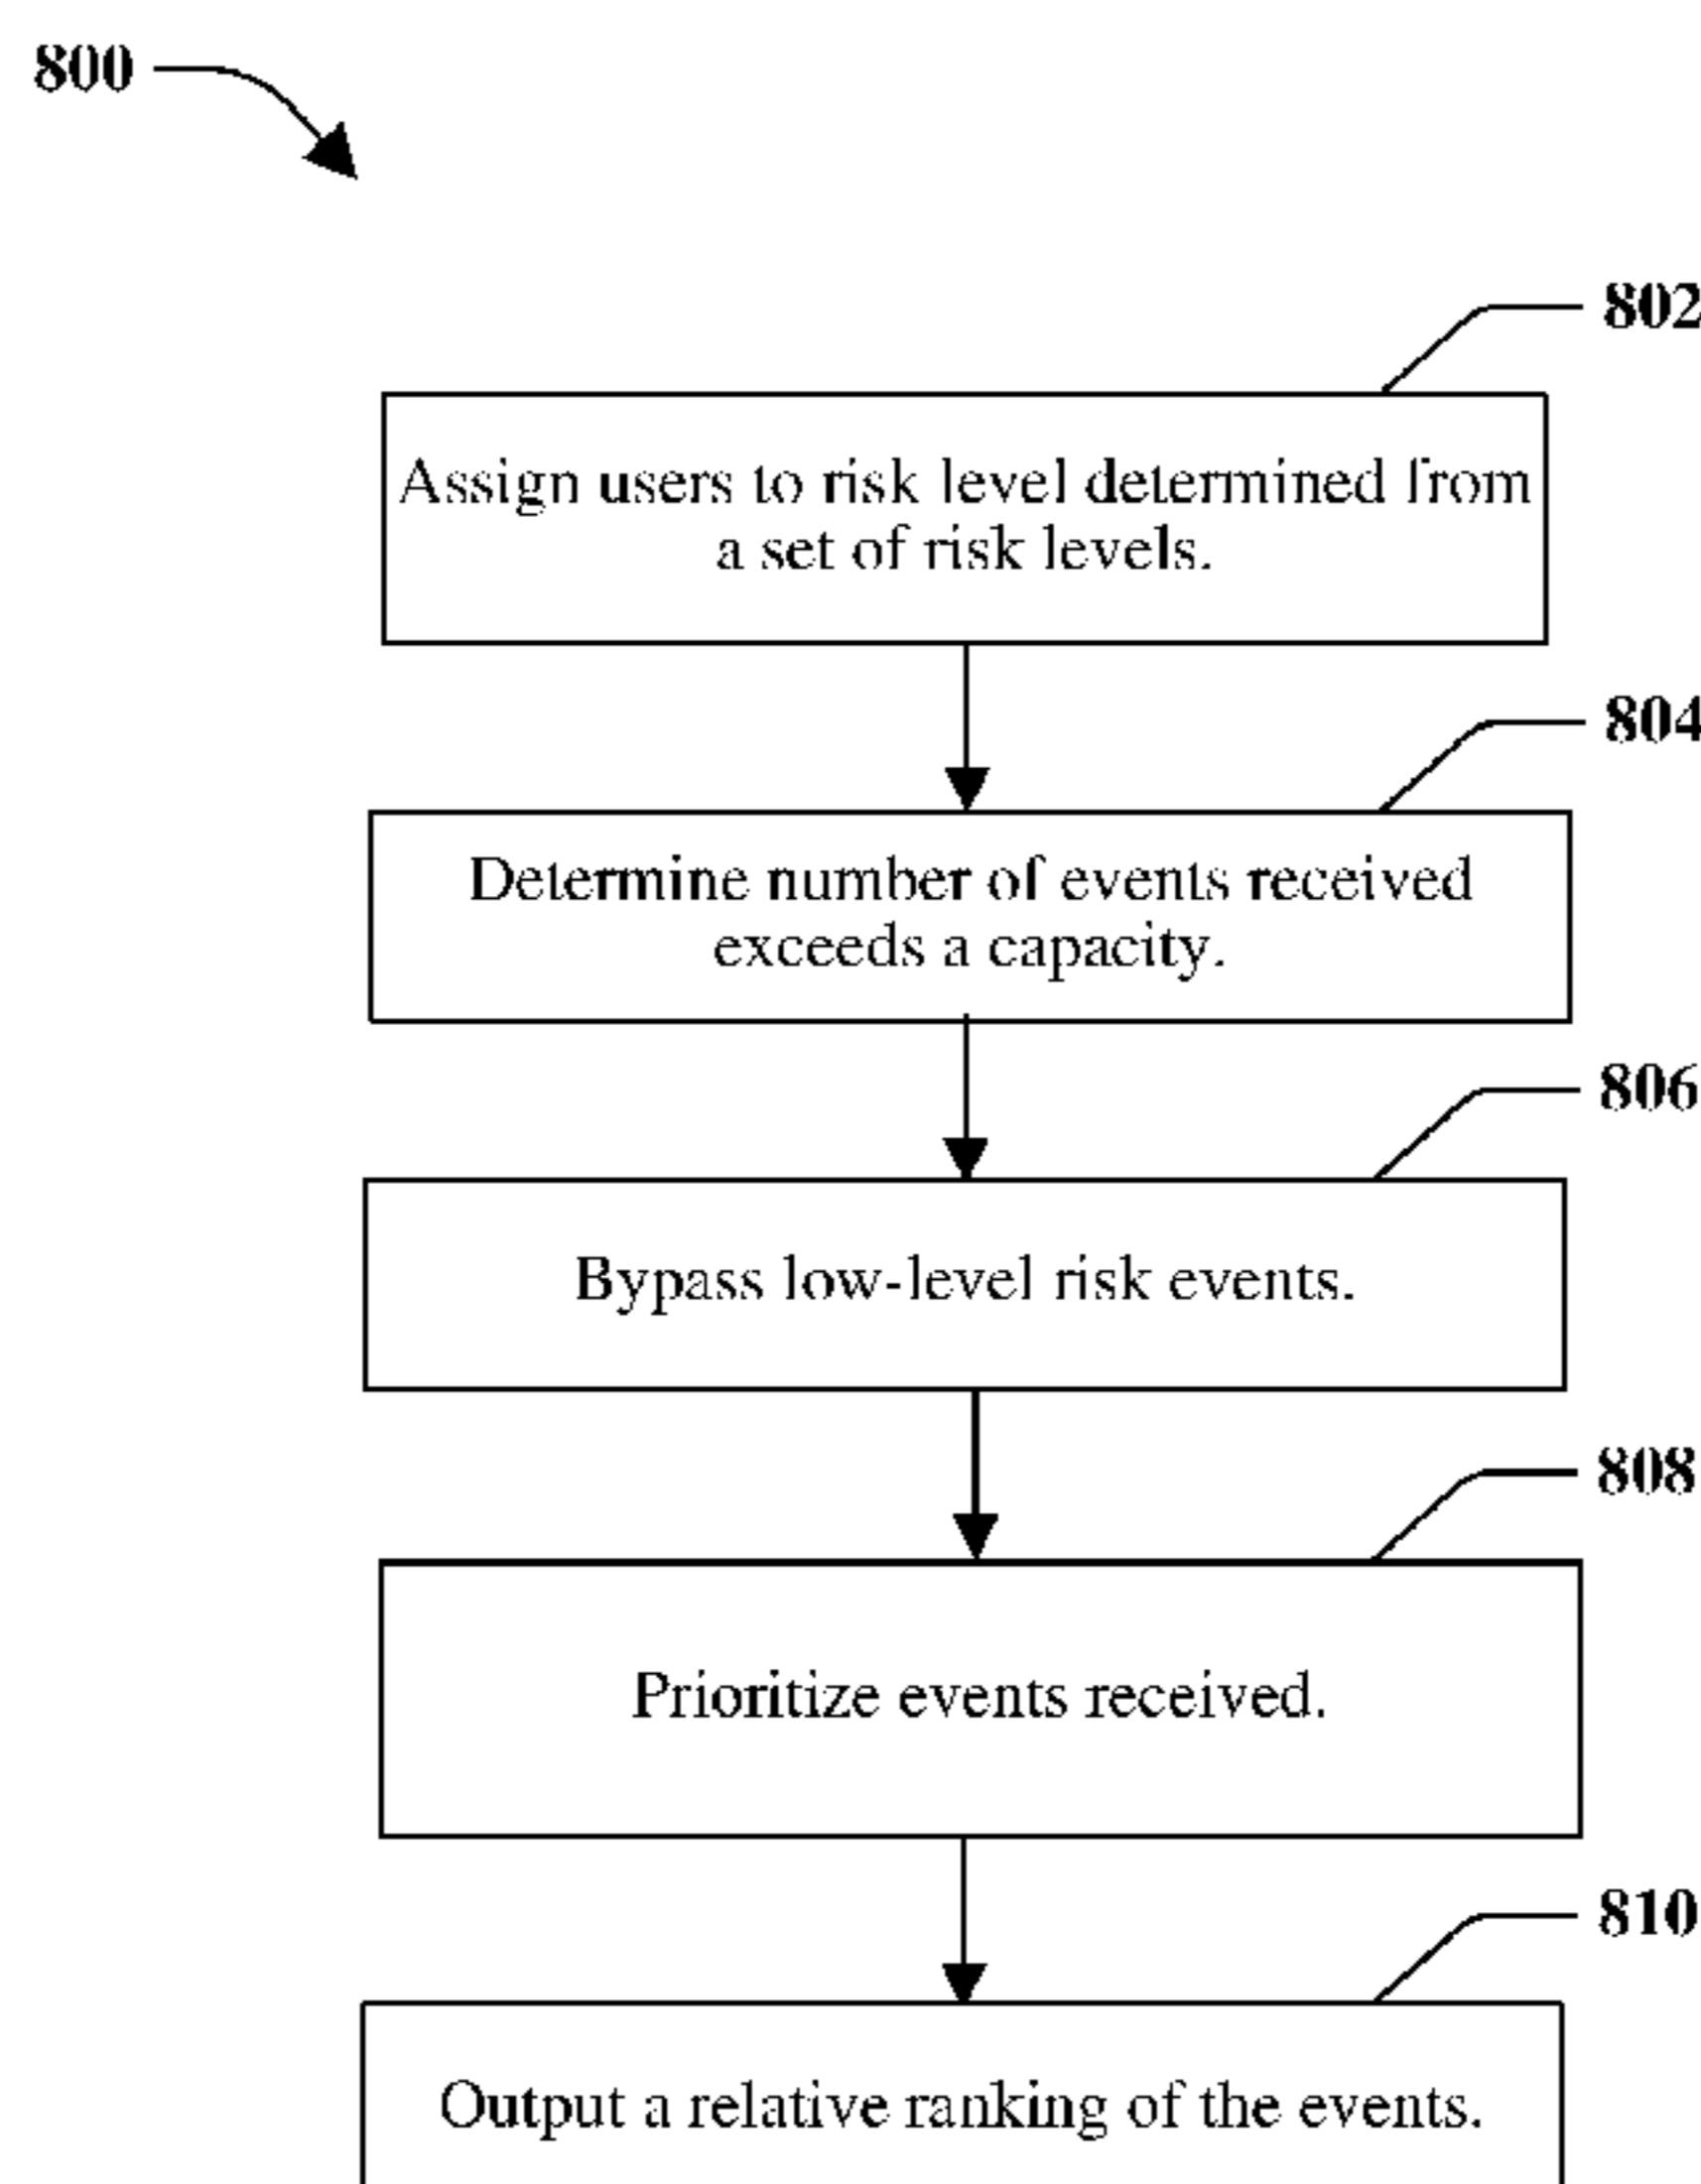 800
802
Assign users to risk level determined from
a set of risk levels.
804
Determine number of events received
exceeds a capacity.
806
Bypass low-level risk events.
808
Prioritize events received.
810
Output a relative ranking of the events.